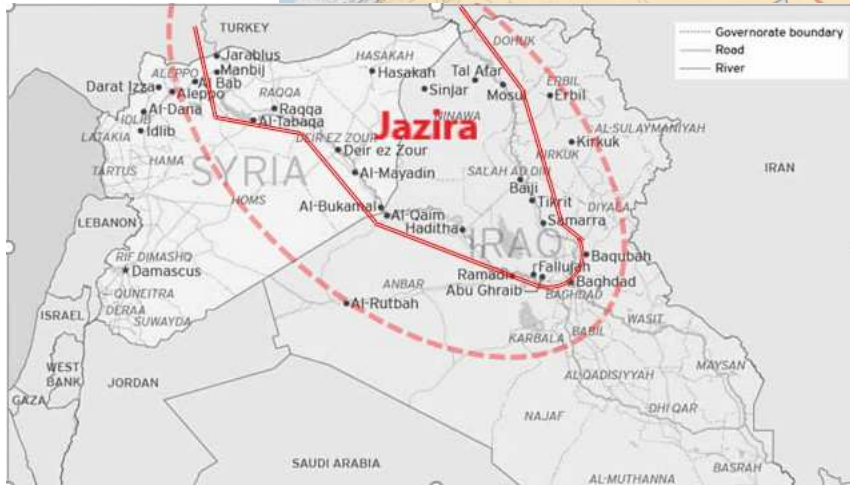 TURKEY
DOHUK
Governorate boundary
Road
River
Jarablus
Manbij
ALEPPO
Al Bab
Darat Izza
Aleppo
HASAKAH
Hasakah
Tal Afar
Sinjar
Mosul
ERBIL
Erbil
RAQQA
Raqqa
Al-Dana
Al-Tabaqa
IDLIB
Idlib
LATAKIA
Jazira
NINAWA
AL-SULAYMANIYAH
DEIR EZ ZOUR
Deir ez Zour
Kirkuk
KIRKUK
HAMA
TARTUS
SYRIA
Al-Mayadin
SALAH AD DIN
Baiji
IRAN
HOMS
Al-Bukamal
Al-Qaim
Tikrit
DIYALA
Samarra
Haditha
LEBANON
IRAQ
RIF DIMASHQ
Damascus
Baqubah
Ramadi
Fallujah
Abu Ghraib
Baghdad
BAGHDAD
ANBAR
QUNEITRA
DERAA
SUWAYDA
Al-Rutbah
ISRAEL
WASIT
BABIL
KARBALA
WEST
BANK
JORDAN
GAZA
AL-QADISIYYAH
MAYSAN
DHI QAR
NAJAF
SAUDI ARABIA
BASRAH
AL-MUTHANNA